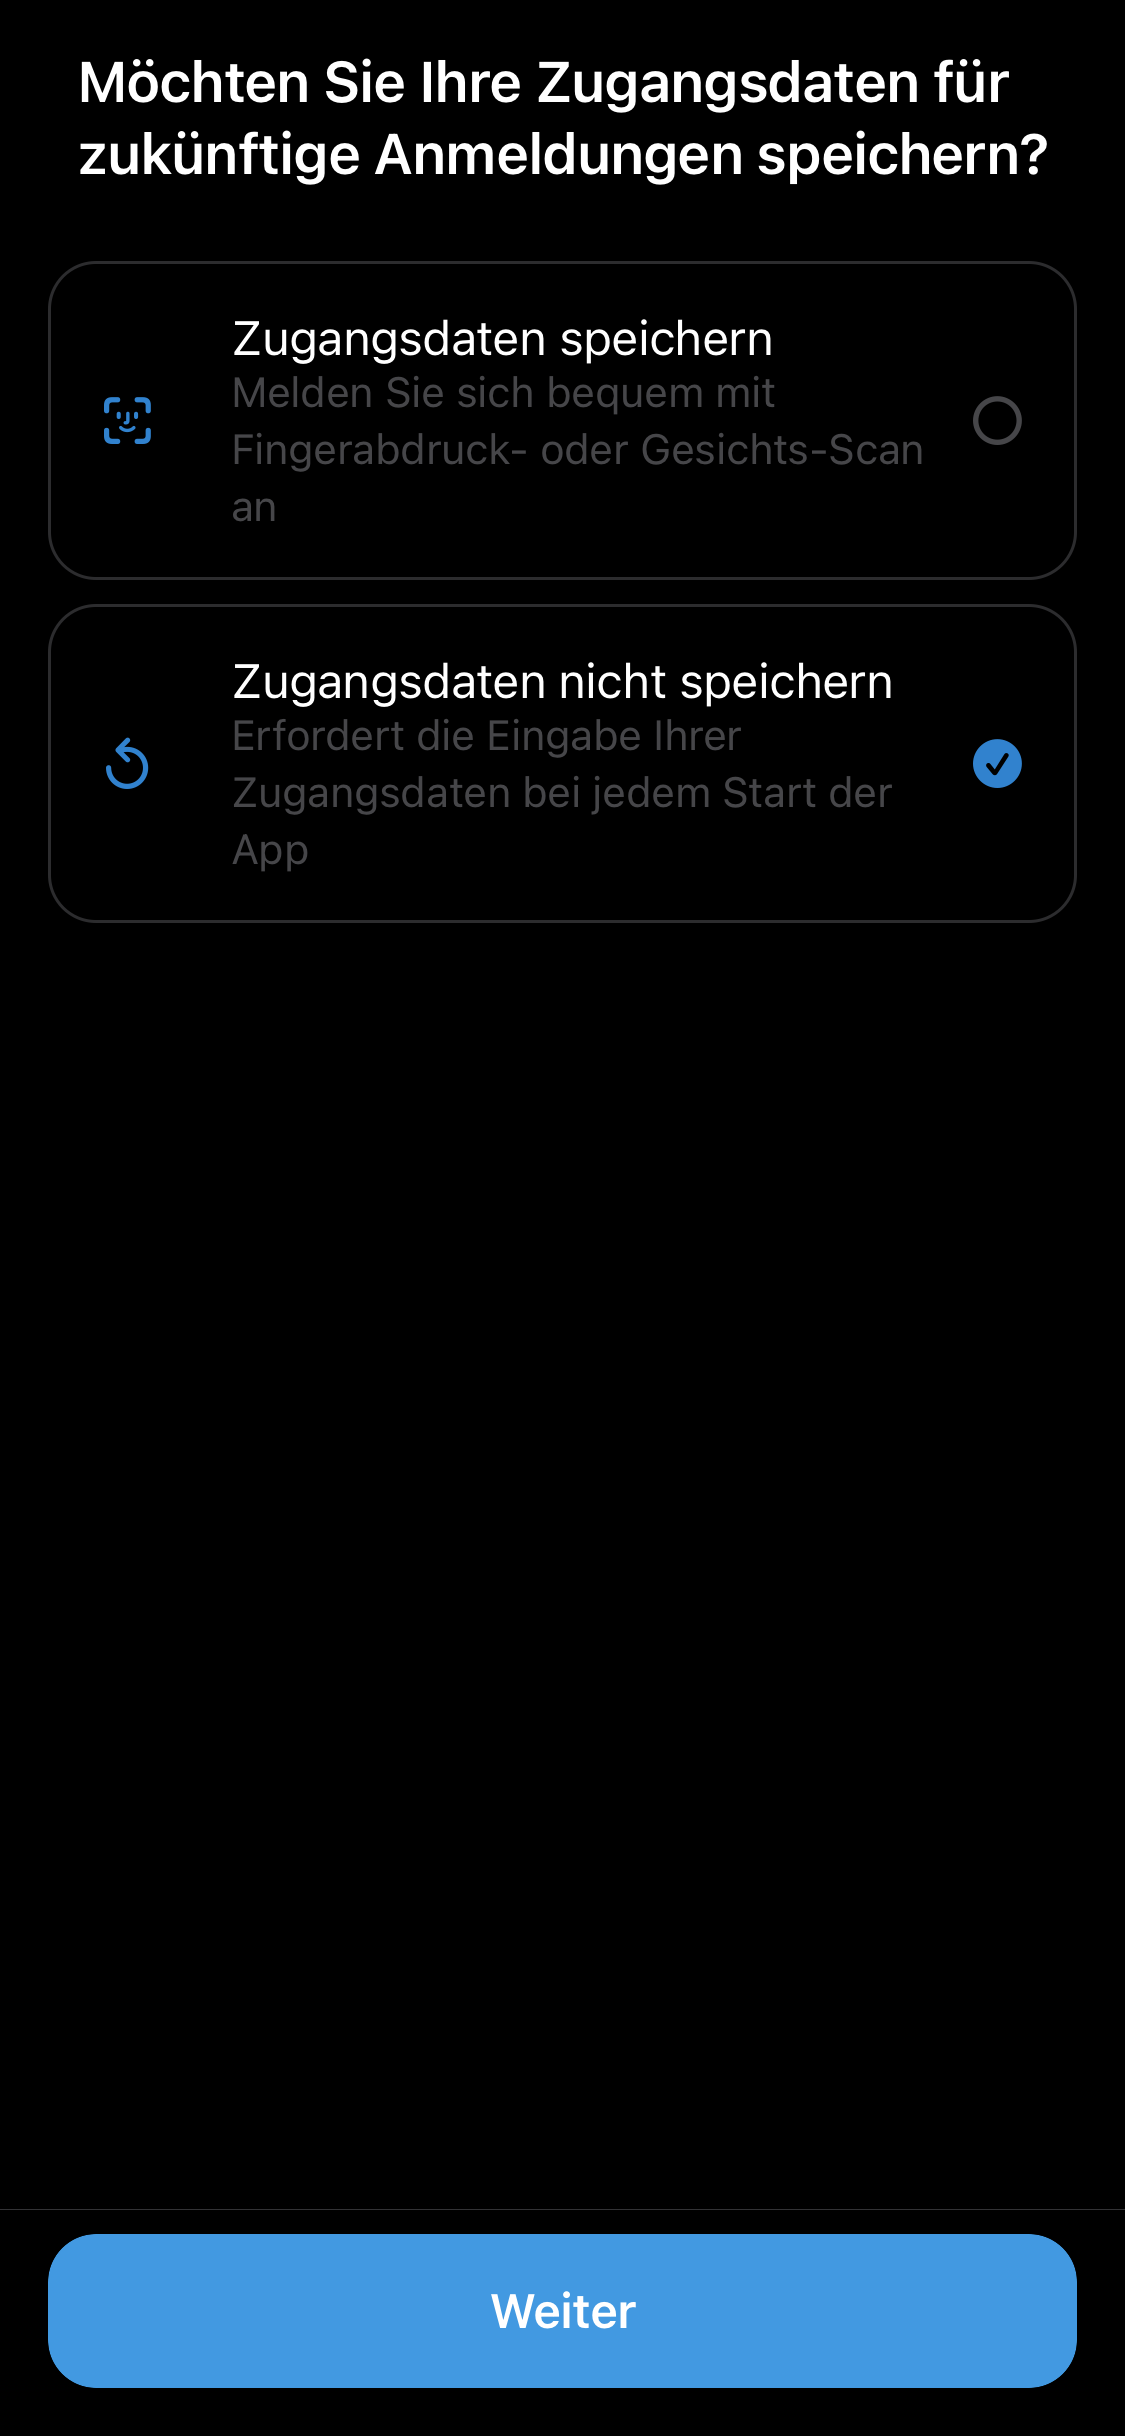 Möchten Sie Ihre Zugangsdaten für
zukünftige Anmeldungen speichern?
Zugangsdaten speichern
Melden Sie sich bequem mit
Fingerabdruck- oder Gesichts-Scan
an
Zugangsdaten nicht speichern
Erfordert die Eingabe Ihrer
Zugangsdaten bei jedem Start der
App
Weiter